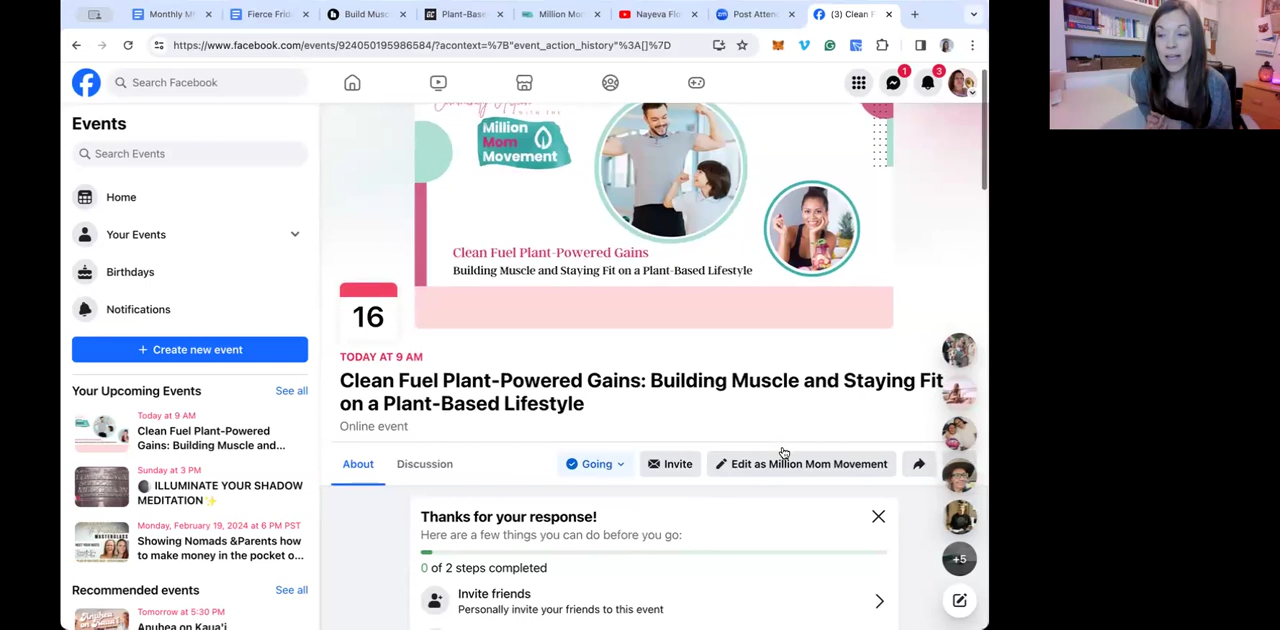 Monthly M
Fierce Frid
Build Musc
Plant-Base
Million Mo
Nayeva Flo
Post Atten
(3) Clean F
https://www.facebook.com/events/924050195986584/?acontext=%7B"event_action_history"%3A[]%7D
Search Facebook
1
3
Events
Search Events
Home
Your Events
Birthdays
Notifications
+ Create new event
Your Upcoming Events
See all
Today at 9 AM
Clean Fuel Plant-Powered
Gains: Building Muscle and...
Sunday at 3 PM
🌒 ILLUMINATE YOUR SHADOW
MEDITATION✨
Monday, February 19, 2024 at 6 PM PST
Showing Nomads &Parents how
to make money in the pocket o...
Recommended events
See all
Tomorrow at 5:30 PM
Anuhea on Kaua'i
WITH THE
Million
Mom
Movement
Clean Fuel Plant-Powered Gains
Building Muscle and Staying Fit on a Plant-Based Lifestyle
16
TODAY AT 9 AM
Clean Fuel Plant-Powered Gains: Building Muscle and Staying Fit
on a Plant-Based Lifestyle
Online event
About
Discussion
Going
Invite
Edit as Million Mom Movement
Thanks for your response!
Here are a few things you can do before you go:
0 of 2 steps completed
Invite friends
Personally invite your friends to this event
+5